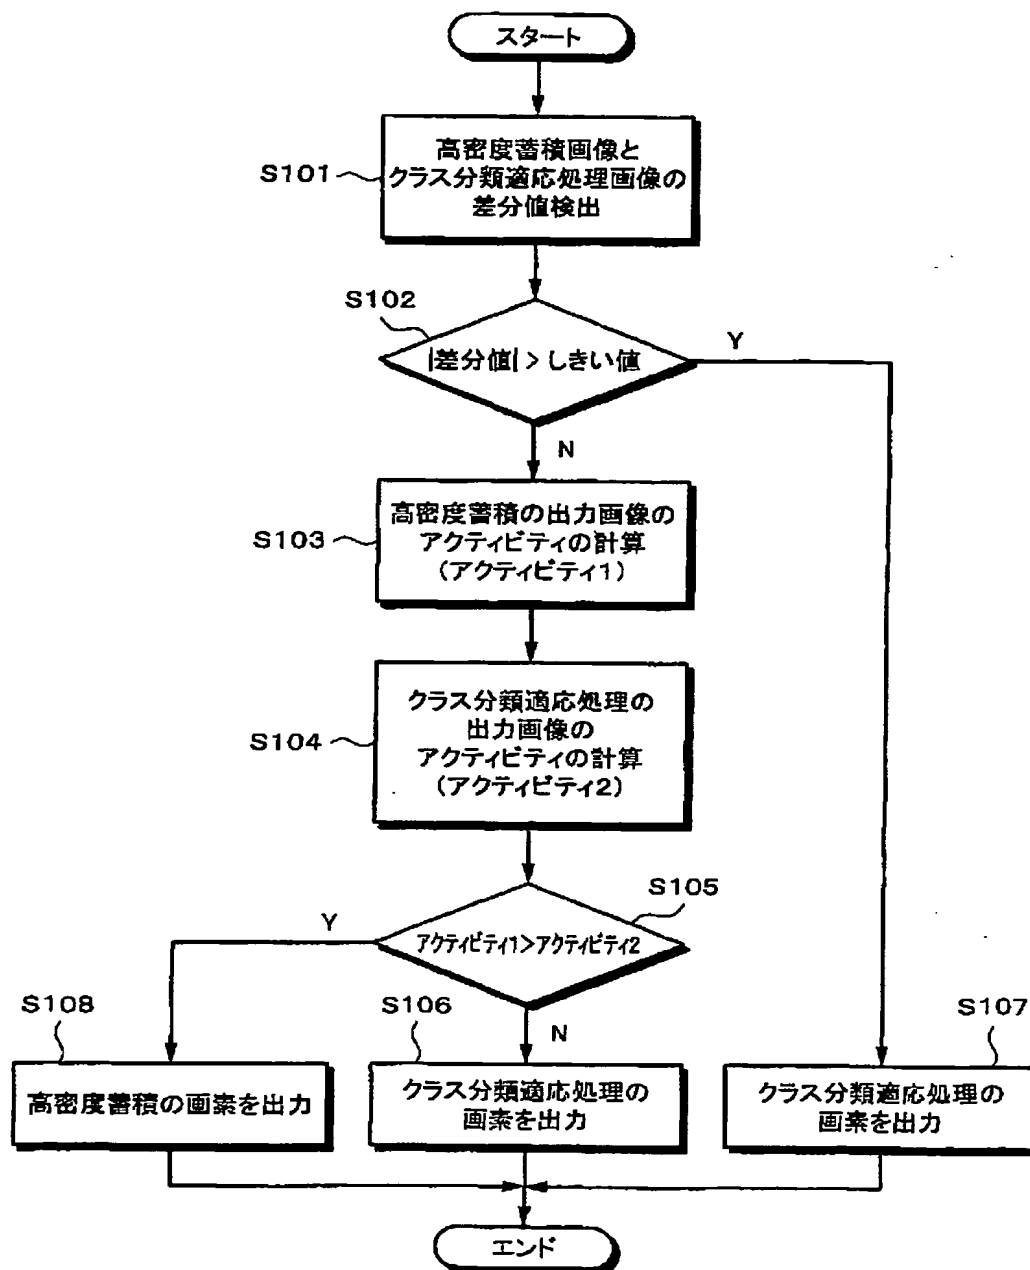 スタート
高密度蓄積画像と
クラス分類適応処理画像の
差分値検出
S101
S102
|差分値| > しきい値
Y
N
高密度蓄積の出力画像の
アクティビティの計算
(アクティビティ1)
S103
クラス分類適応処理の
出力画像の
アクティビティの計算
(アクティビティ2)
S104
S105
Y
アクティビティ1>アクティビティ2
N
S108
S106
S107
高密度蓄積の画素を出力
クラス分類適応処理の
画素を出力
クラス分類適応処理の
画素を出力
エンド